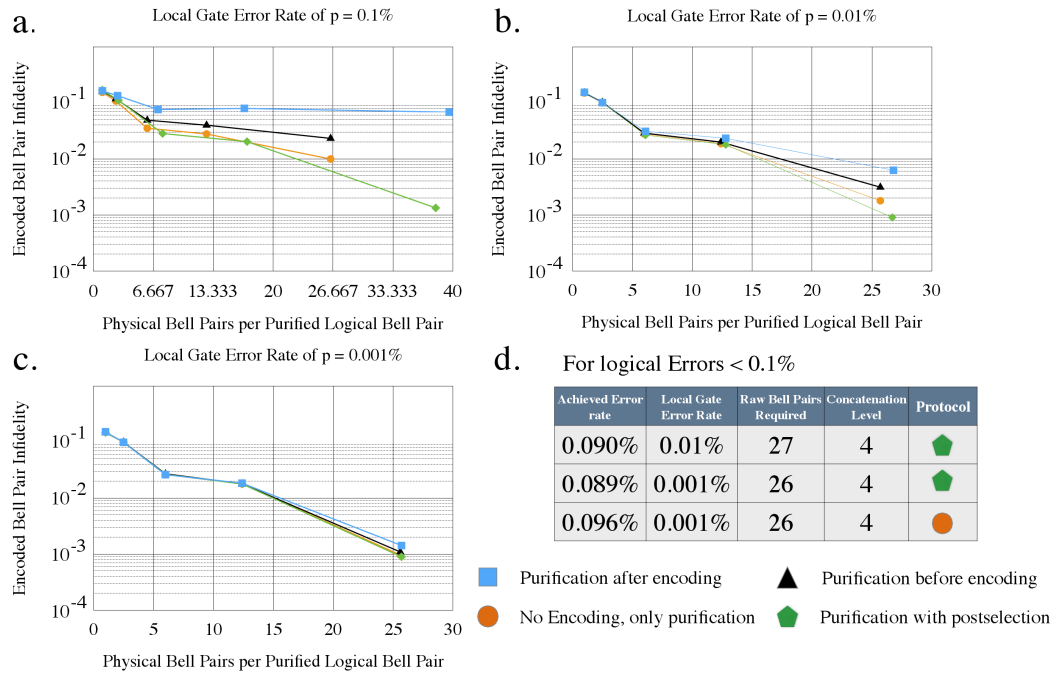 a.
Local Gate Error Rate of p = 0.1%
Encoded Bell Pair Infidelity
10-1
10-2
10-3
10-4
0 6.667 13.333 20 26.667 33.333 40
Physical Bell Pairs per Purified Logical Bell Pair
b.
Local Gate Error Rate of p = 0.01%
Encoded Bell Pair Infidelity
10-1
10-2
10-3
10-4
0 5 10 15 20 25 30
Physical Bell Pairs per Purified Logical Bell Pair
c.
Local Gate Error Rate of p = 0.001%
Encoded Bell Pair Infidelity
10-1
10-2
10-3
10-4
0 5 10 15 20 25 30
Physical Bell Pairs per Purified Logical Bell Pair
d.
For logical Errors < 0.1%
Achieved Error rate Local Gate Error Rate Raw Bell Pairs Required Concatenation Level Protocol
0.090% 0.01% 27 4
0.089% 0.001% 26 4
0.096% 0.001% 26 4
Purification after encoding
Purification before encoding
No Encoding, only purification
Purification with postselection